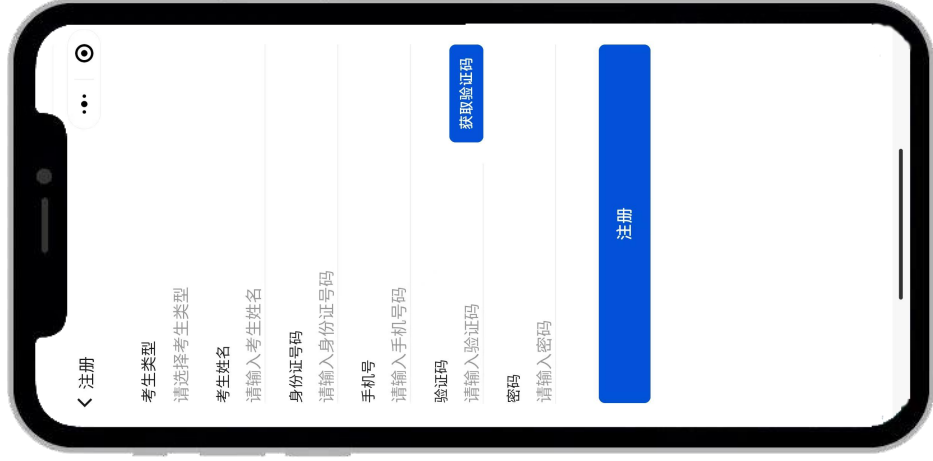 注册
考生类型
请选择考生类型
考生姓名
请输入考生姓名
身份证号码
请输入身份证号码
手机号
请输入手机号码
验证码
请输入验证码
获取验证码
密码
请输入密码
注册